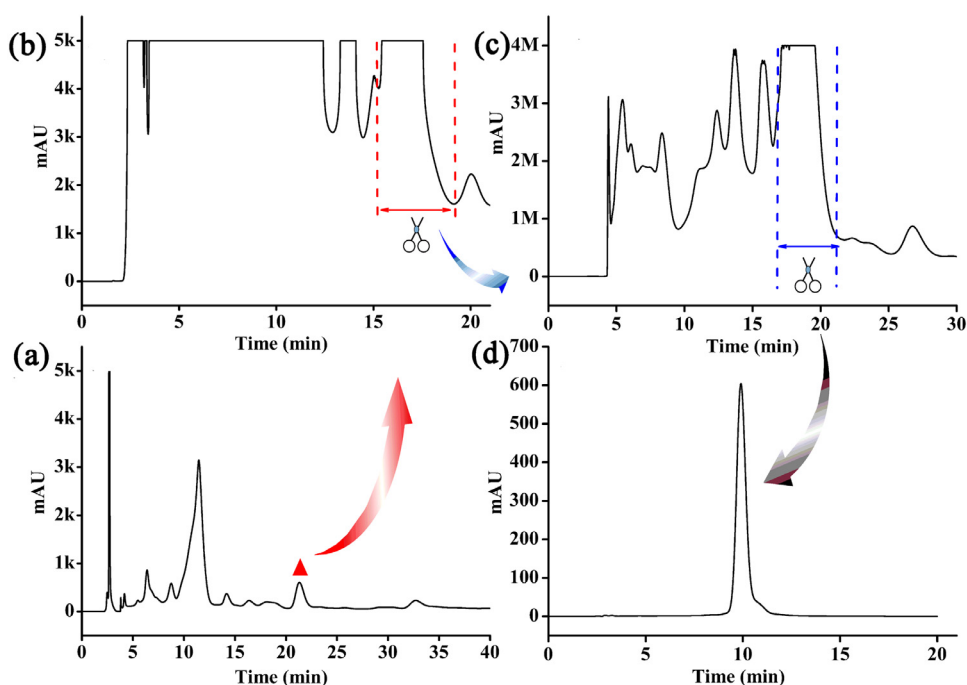 (b)
5k
4k
3k
2k
1k
0
mAU
0 5 10 15 20
Time (min)
(c)
4M
3M
2M
1M
0
mAU
0 5 10 15 20 25 30
Time (min)
(a)
5k
4k
3k
2k
1k
0
mAU
0 5 10 15 20 25 30 35 40
Time (min)
(d)
700
600
500
400
300
200
100
0
mAU
0 5 10 15 20
Time (min)